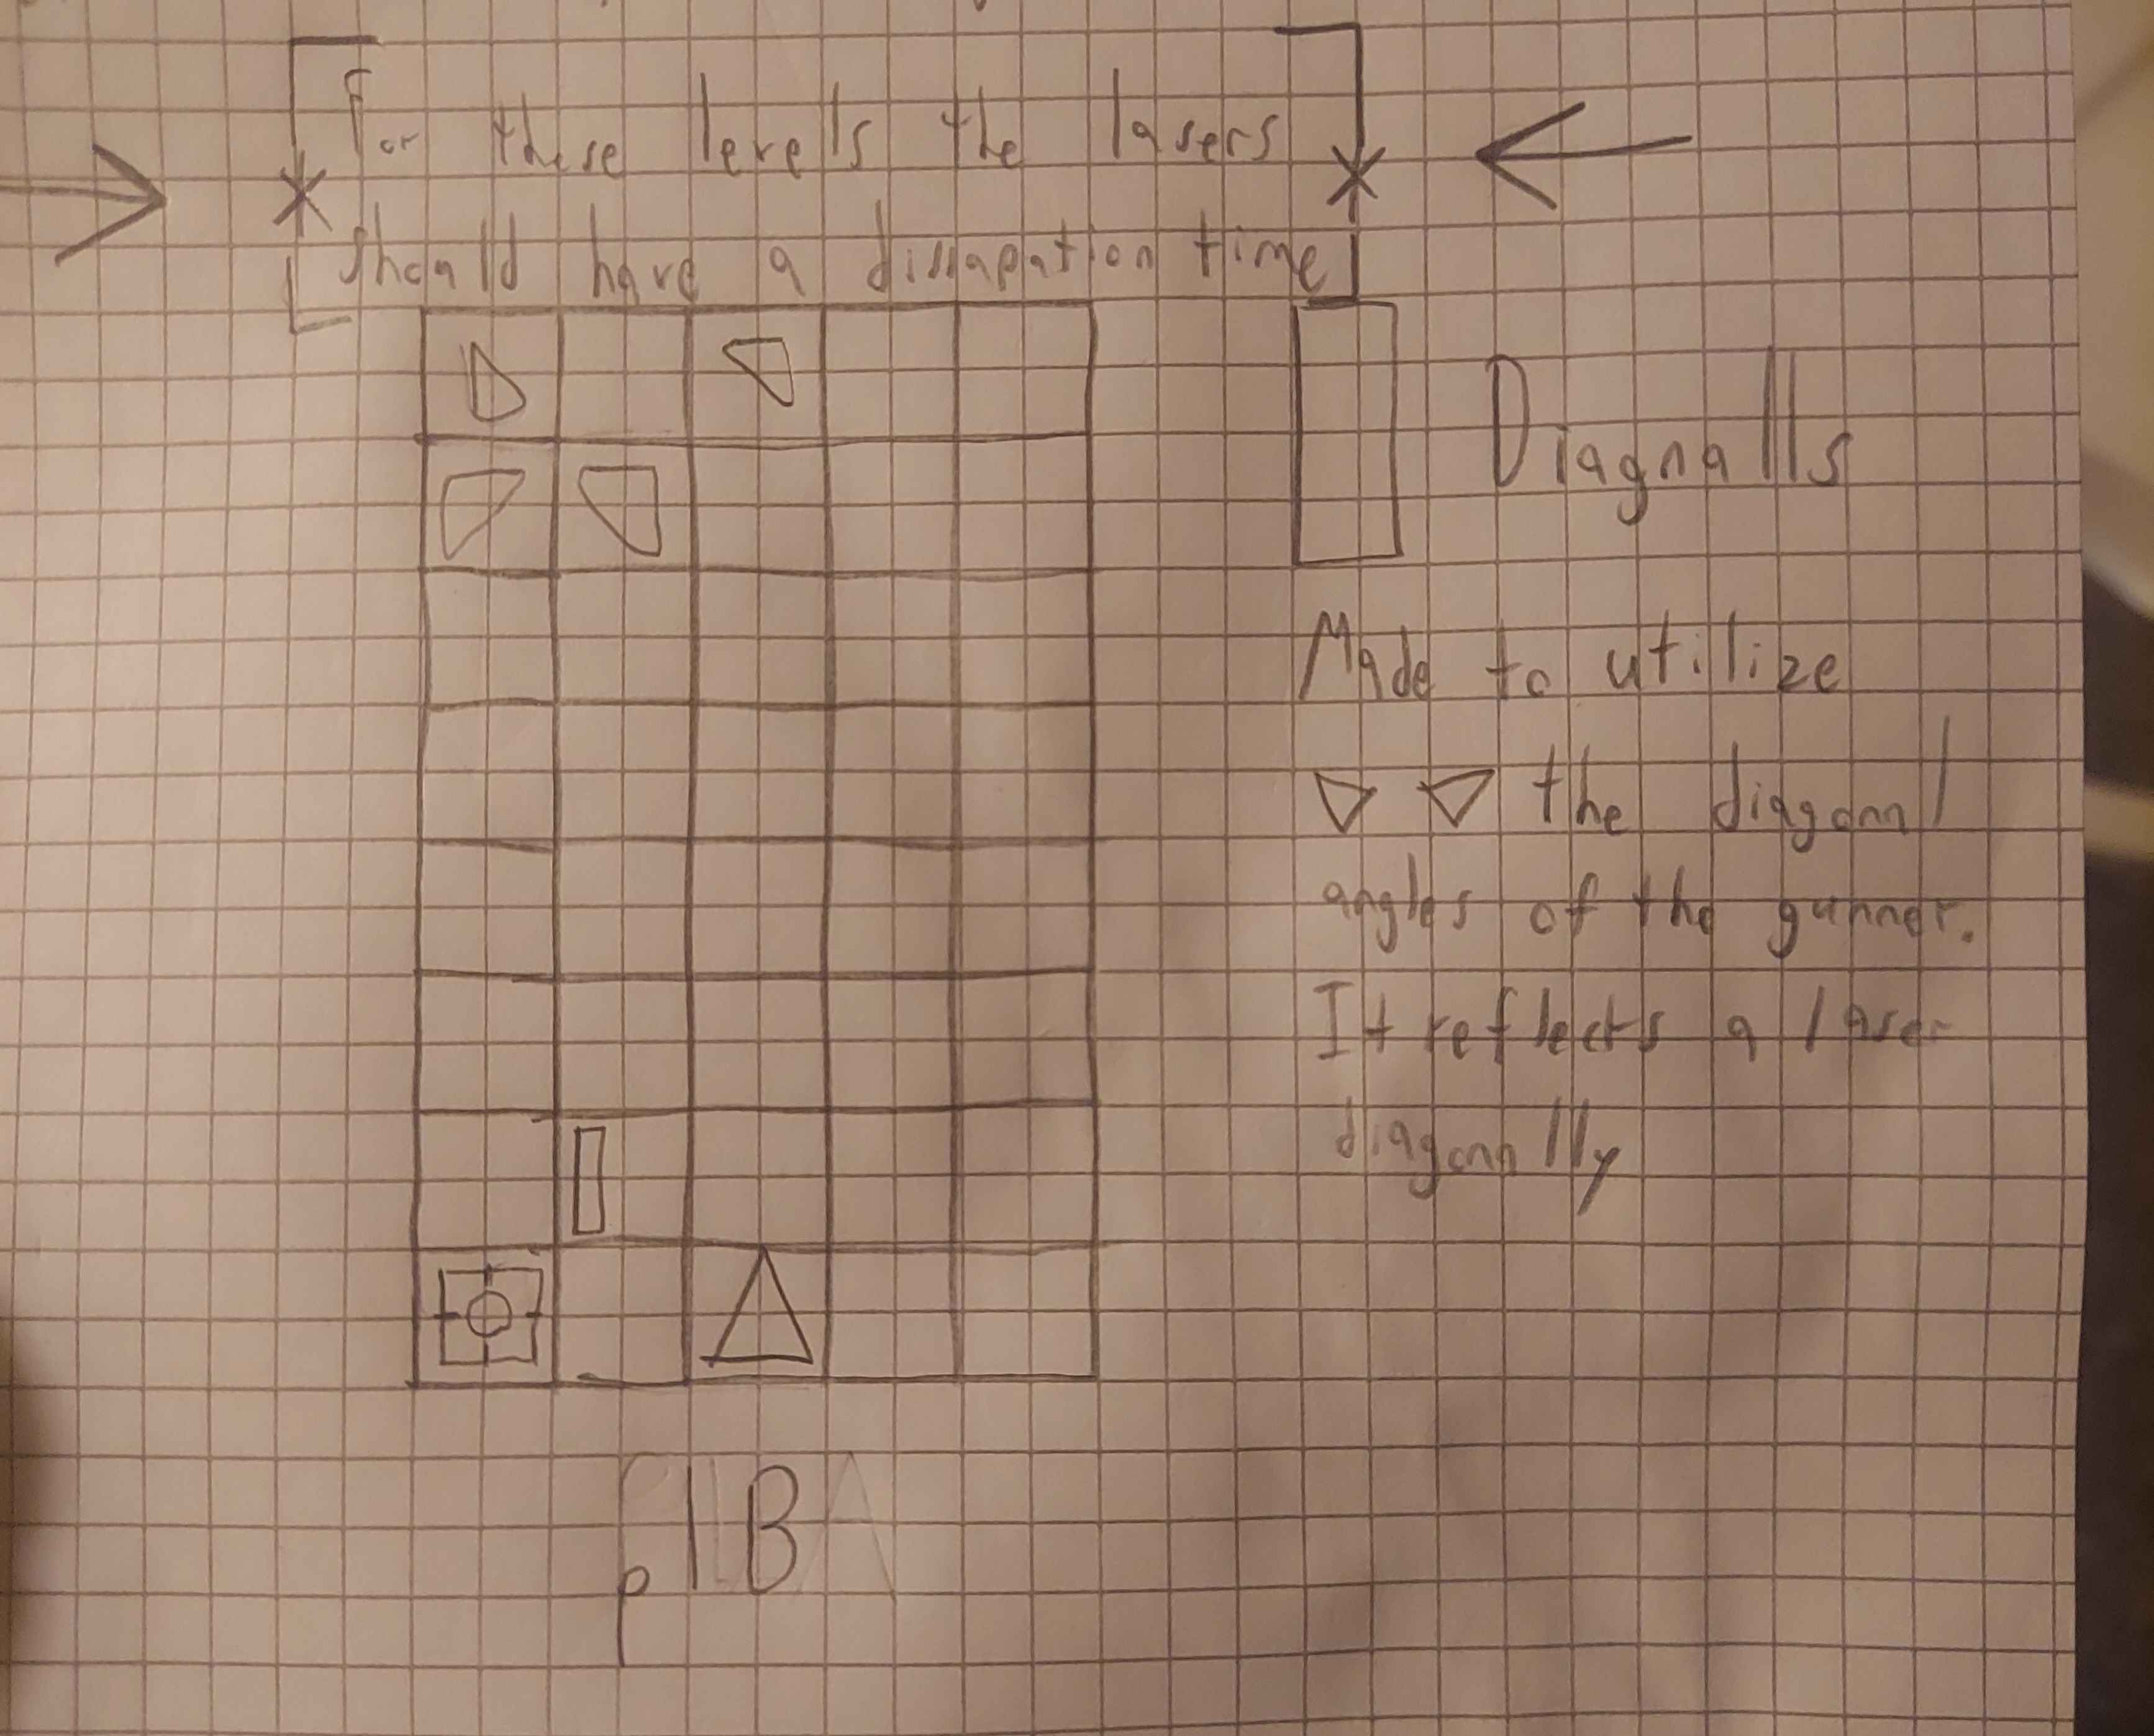 For these levells the lasers
should have a dissapation time
Diagnalls
Made to utilize
the diagonal
angles of the gunner.
It reflects a laser
diagonally
p1B